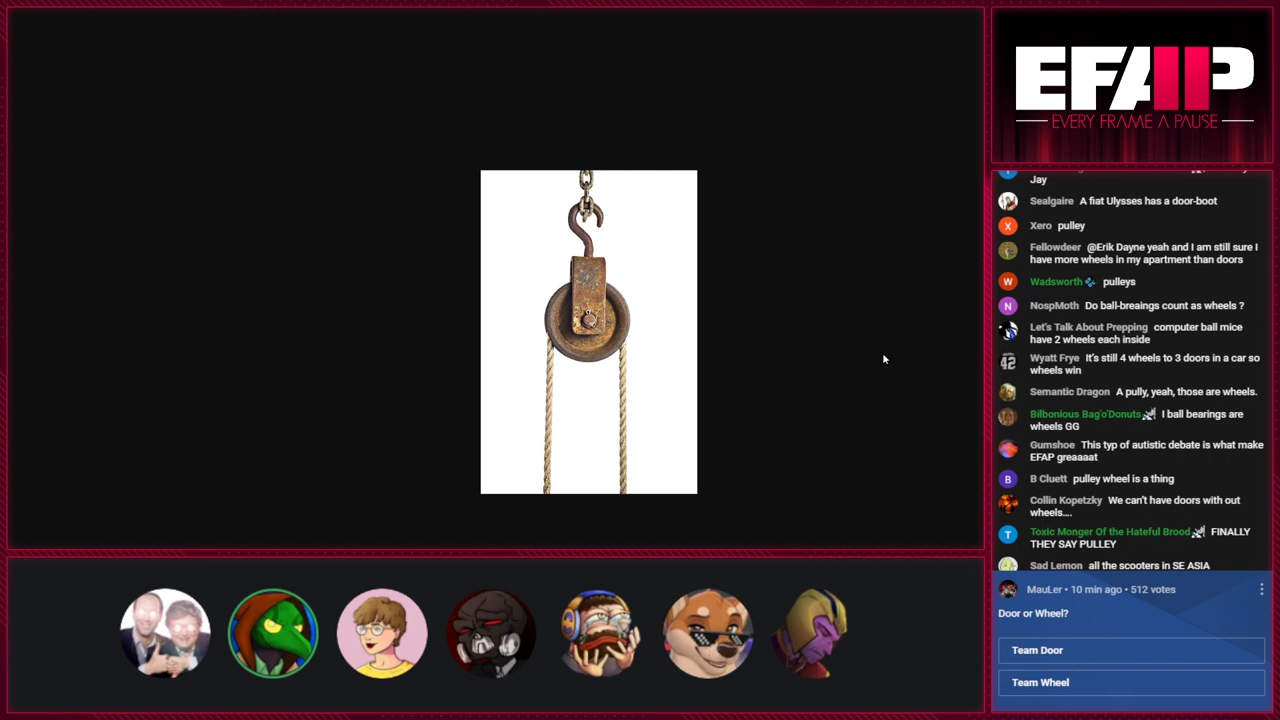 EFAP
EVERY FRAME A PAUSE
Jay
Sealgaire A fiat Ulysses has a door-boot
X Xero pulley
Fellowdeer @Erik Dayne yeah and I am still sure I
have more wheels in my apartment than doors
W Wadsworth pulleys
N NospMoth Do ball-breaings count as wheels ?
Let's Talk About Prepping computer ball mice
have 2 wheels each inside
42 Wyatt Frye It's still 4 wheels to 3 doors in a car so
wheels win
Semantic Dragon A pully, yeah, those are wheels.
Bilbonious Bag'o'Donuts I ball bearings are
wheels GG
Gumshoe This typ of autistic debate is what make
EFAP greaaaat
B B Cluett pulley wheel is a thing
Collin Kopetzky We can't have doors with out
wheels....
T Toxic Monger Of the Hateful Brood FINALLY
THEY SAY PULLEY
Sad Lemon all the scooters in SE ASIA
MauLer • 10 min ago • 512 votes
Door or Wheel?
Team Door
Team Wheel